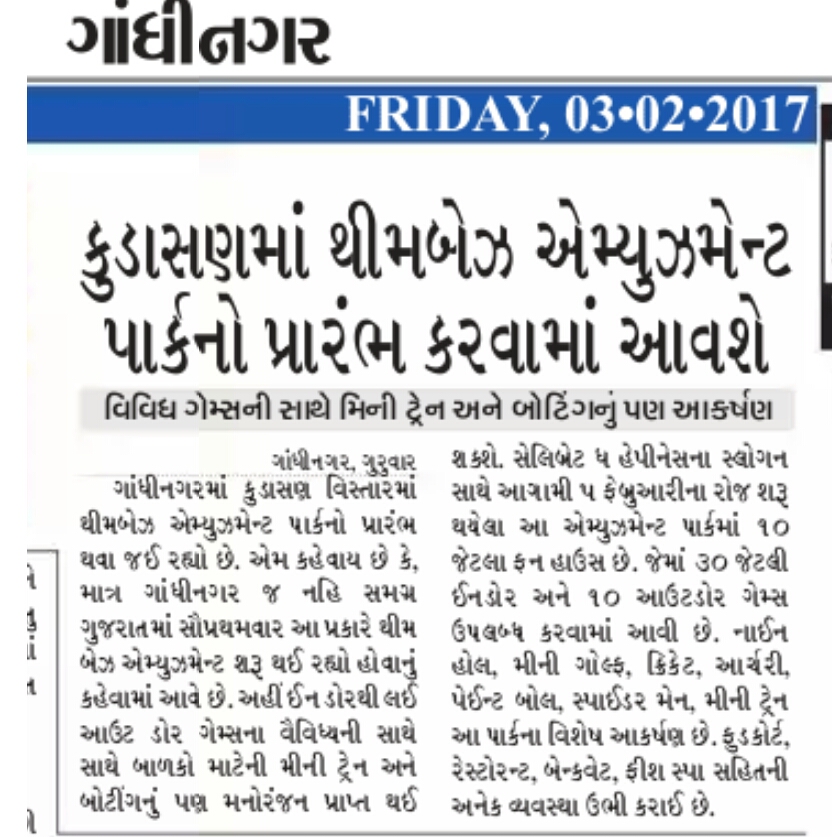 ગાંધીનગર
FRIDAY, 03•02•2017
કુડાસણમાં થીમબેઝ એમ્યુઝમેન્ટ
પાર્કનો પ્રારંભ કરવામાં આવશે
વિવિધ ગેમ્સની સાથે મિની ટ્રેન અને બોટિંગનું પણ આકર્ષણ
ગાંધીનગર, ગુરુવાર
ગાંધીનગરમાં કુડાસણ વિસ્તારમાં
થીમબેઝ એમ્યુઝમેન્ટ પાર્કનો પ્રારંભ
થવા જઈ રહ્યો છે. એમ કહેવાય છે કે,
માત્ર ગાંધીનગર જ નહિ સમગ્ર
ગુજરાતમાં સૌપ્રથમવાર આ પ્રકારે થીમ
બેઝ એમ્યુઝમેન્ટ શરૂ થઈ રહ્યો હોવાનું
કહેવામાં આવે છે. અહીં ઈન ડોરથી લઈ
આઉટ ડોર ગેમ્સના વૈવિધ્યની સાથે
સાથે બાળકો માટેની મીની ટ્રેન અને
બોટીંગનું પણ મનોરંજન પ્રાપ્ત થઈ
શકશે. સેલિબ્રેટ ધ હેપીનેસના સ્લોગન
સાથે આગામી ૫ ફેબ્રુઆરીના રોજ શરૂ
થયેલા આ એમ્યુઝમેન્ટ પાર્કમાં ૧૦
જેટલા ફન હાઉસ છે. જેમાં ૩૦ જેટલી
ઈનડોર અને ૧૦ આઉટડોર ગેમ્સ
ઉપલબ્ધ કરવામાં આવી છે. નાઈન
હોલ, મીની ગોલ્ફ, ક્રિકેટ, આર્ચરી,
પેઈન્ટ બોલ, સ્પાઈડર મેન, મીની ટ્રેન
આ પાર્કના વિશેષ આકર્ષણ છે. ફુડકોર્ટ,
રેસ્ટોરન્ટ, બેન્કવેટ, ફીશ સ્પા સહિતની
અનેક વ્યવસ્થા ઉભી કરાઈ છે.